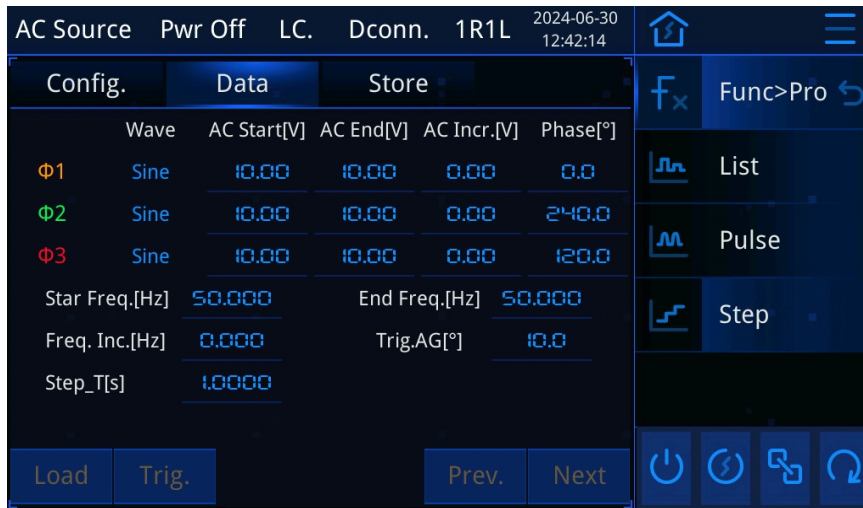 AC Source Pwr Off LC. Dconn. 1R1L 2024-06-30
12:42:14
Config. Data Store
Wave AC Start[V] AC End[V] AC Incr.[V] Phase[°]
Φ1 Sine 10.00 10.00 0.00 0.0
Φ2 Sine 10.00 10.00 0.00 240.0
Φ3 Sine 10.00 10.00 0.00 120.0
Star Freq.[Hz] 50.000 End Freq.[Hz] 50.000
Freq. Inc.[Hz] 0.000 Trig.AG[°] 10.0
Step_T[s] 1.0000
Load Trig. Prev. Next
fx Func>Pro
List
Pulse
Step